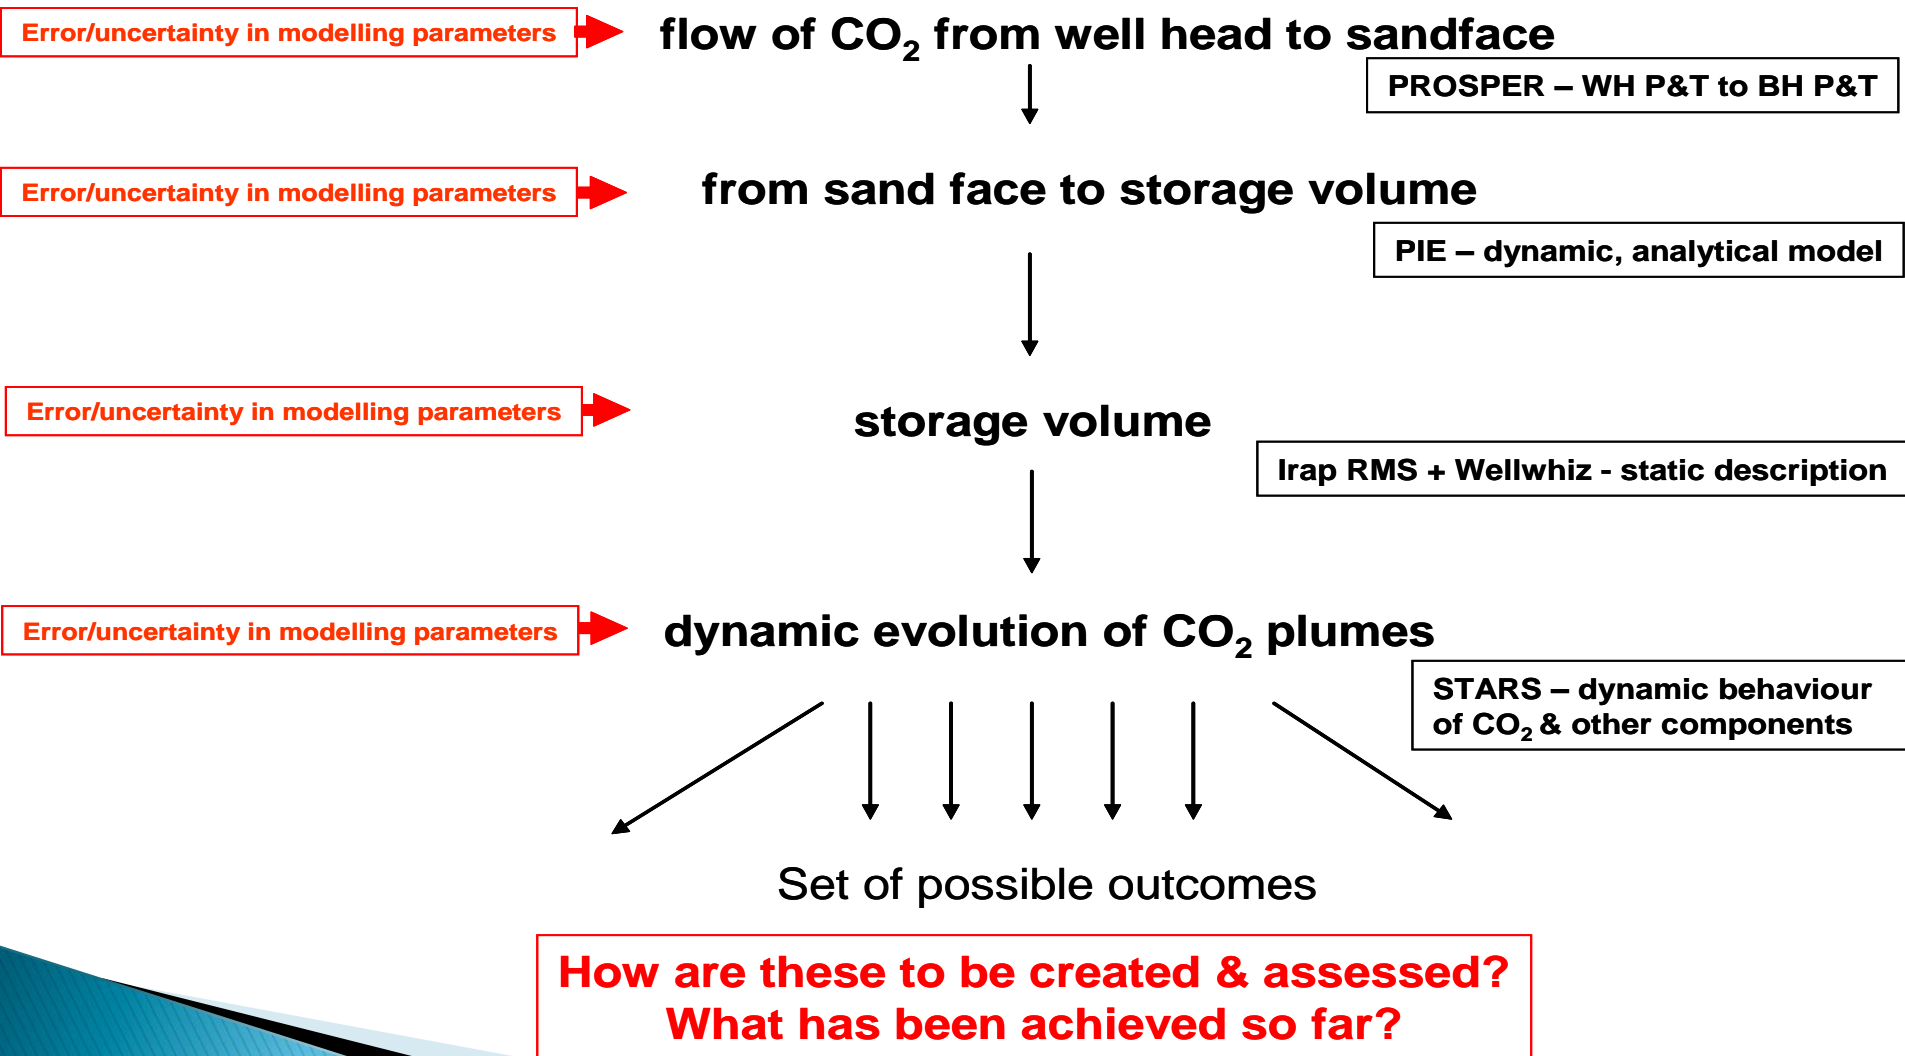 Error/uncertainty in modelling parameters
flow of CO₂ from well head to sandface
PROSPER – WH P&T to BH P&T
Error/uncertainty in modelling parameters
from sand face to storage volume
PIE – dynamic, analytical model
Error/uncertainty in modelling parameters
storage volume
Irap RMS + Wellwhiz - static description
Error/uncertainty in modelling parameters
dynamic evolution of CO₂ plumes
STARS – dynamic behaviour
of CO₂ & other components
Set of possible outcomes
How are these to be created & assessed?
What has been achieved so far?